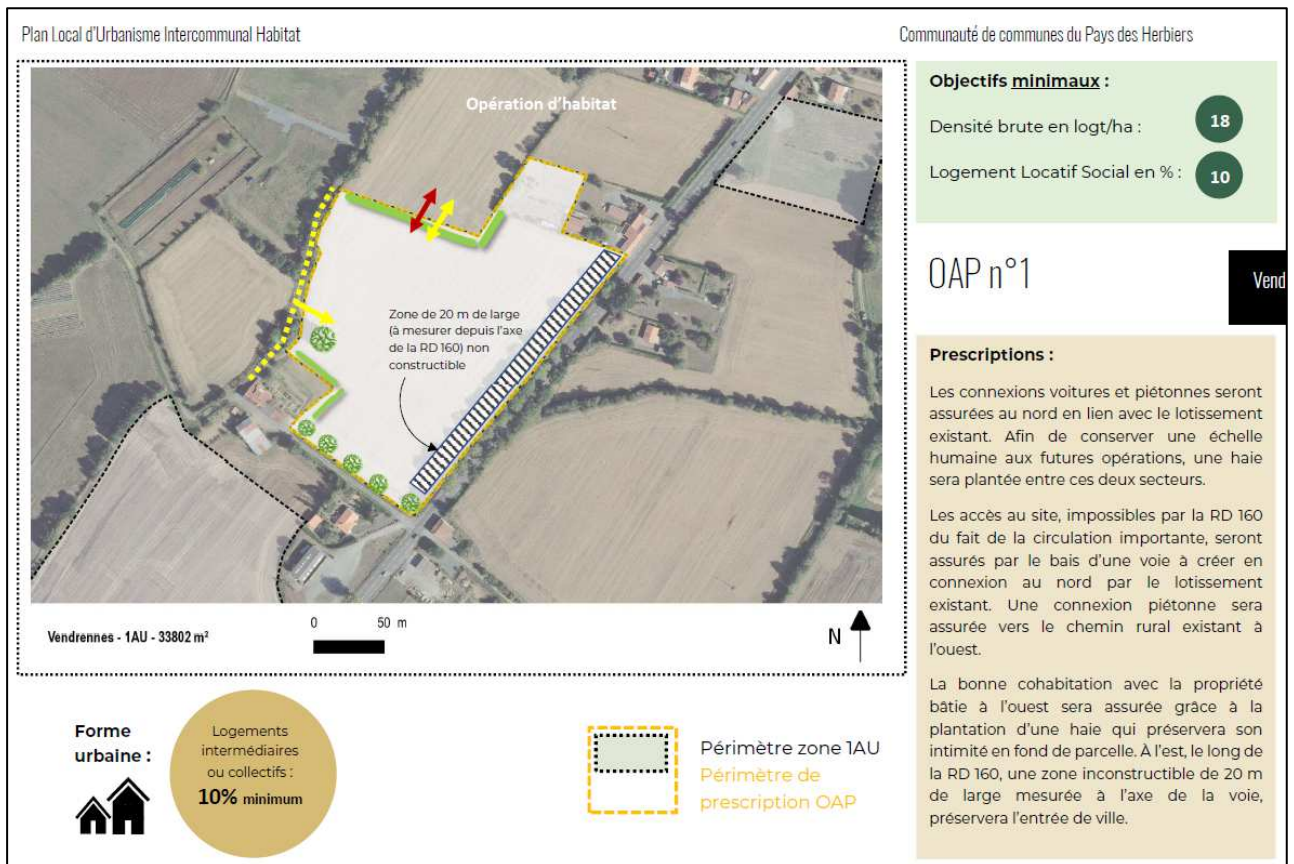 Plan Local d'Urbanisme Intercommunal Habitat
Communauté de communes du Pays des Herbiers
Opération d'habitat
Zone de 20 m de large
(à mesurer depuis l'axe
de la RD 160) non
constructible
Vendrennes - 1AU - 33802 m²
0 50 m
N
Objectifs minimaux :
Densité brute en logt/ha : 18
Logement Locatif Social en % : 10
OAP n°1
Vend
Prescriptions :
Les connexions voitures et piétonnes seront
assurées au nord en lien avec le lotissement
existant. Afin de conserver une échelle
humaine aux futures opérations, une haie
sera plantée entre ces deux secteurs.
Les accès au site, impossibles par la RD 160
du fait de la circulation importante, seront
assurés par le bais d'une voie à créer en
connexion au nord par le lotissement
existant. Une connexion piétonne sera
assurée vers le chemin rural existant à
l'ouest.
La bonne cohabitation avec la propriété
bâtie à l'ouest sera assurée grâce à la
plantation d'une haie qui préservera son
intimité en fond de parcelle. À l'est, le long de
la RD 160, une zone inconstructible de 20 m
de large mesurée à l'axe de la voie,
préservera l'entrée de ville.
Forme
urbaine :
Logements
intermédiaires
ou collectifs :
10% minimum
Périmètre zone 1AU
Périmètre de
prescription OAP